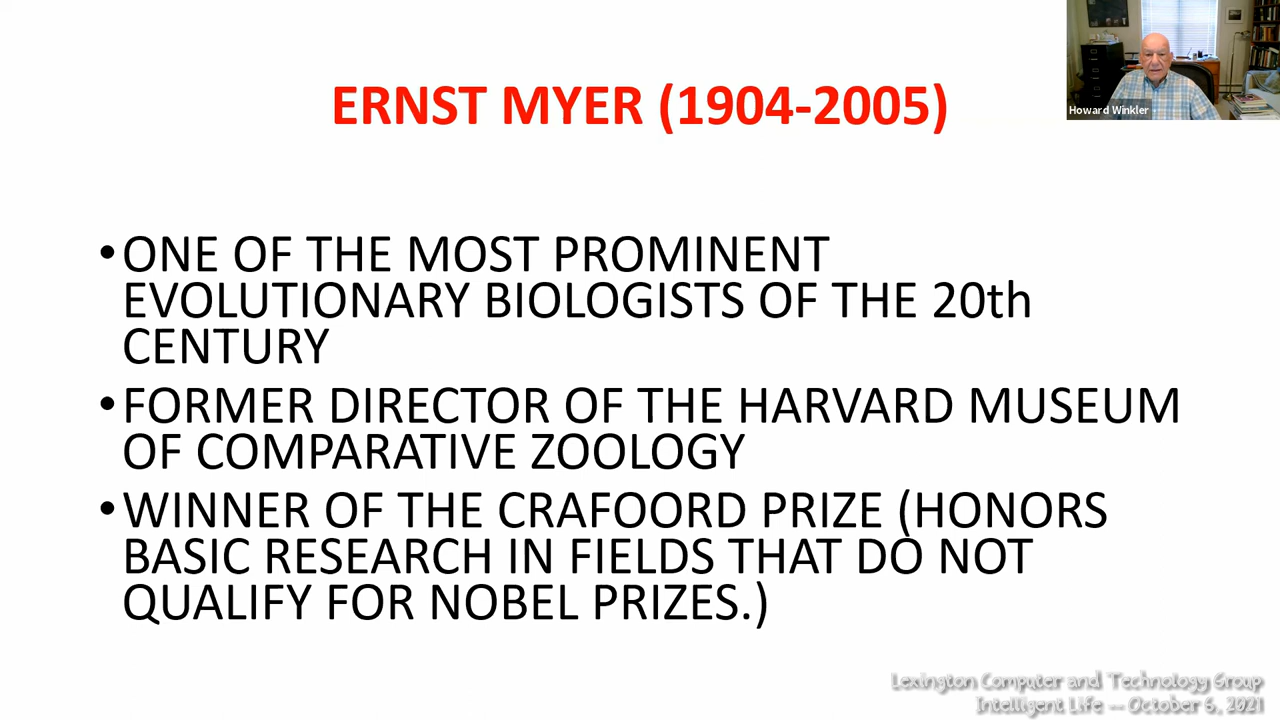 ERNST MYER (1904-2005)
Howard Winkler
•ONE OF THE MOST PROMINENT
EVOLUTIONARY BIOLOGISTS OF THE 20th
CENTURY
•FORMER DIRECTOR OF THE HARVARD MUSEUM
OF COMPARATIVE ZOOLOGY
•WINNER OF THE CRAFOORD PRIZE (HONORS
BASIC RESEARCH IN FIELDS THAT DO NOT
QUALIFY FOR NOBEL PRIZES.)
Lexington Computer and Technology Group
Intelligent Life -- October 6, 2021